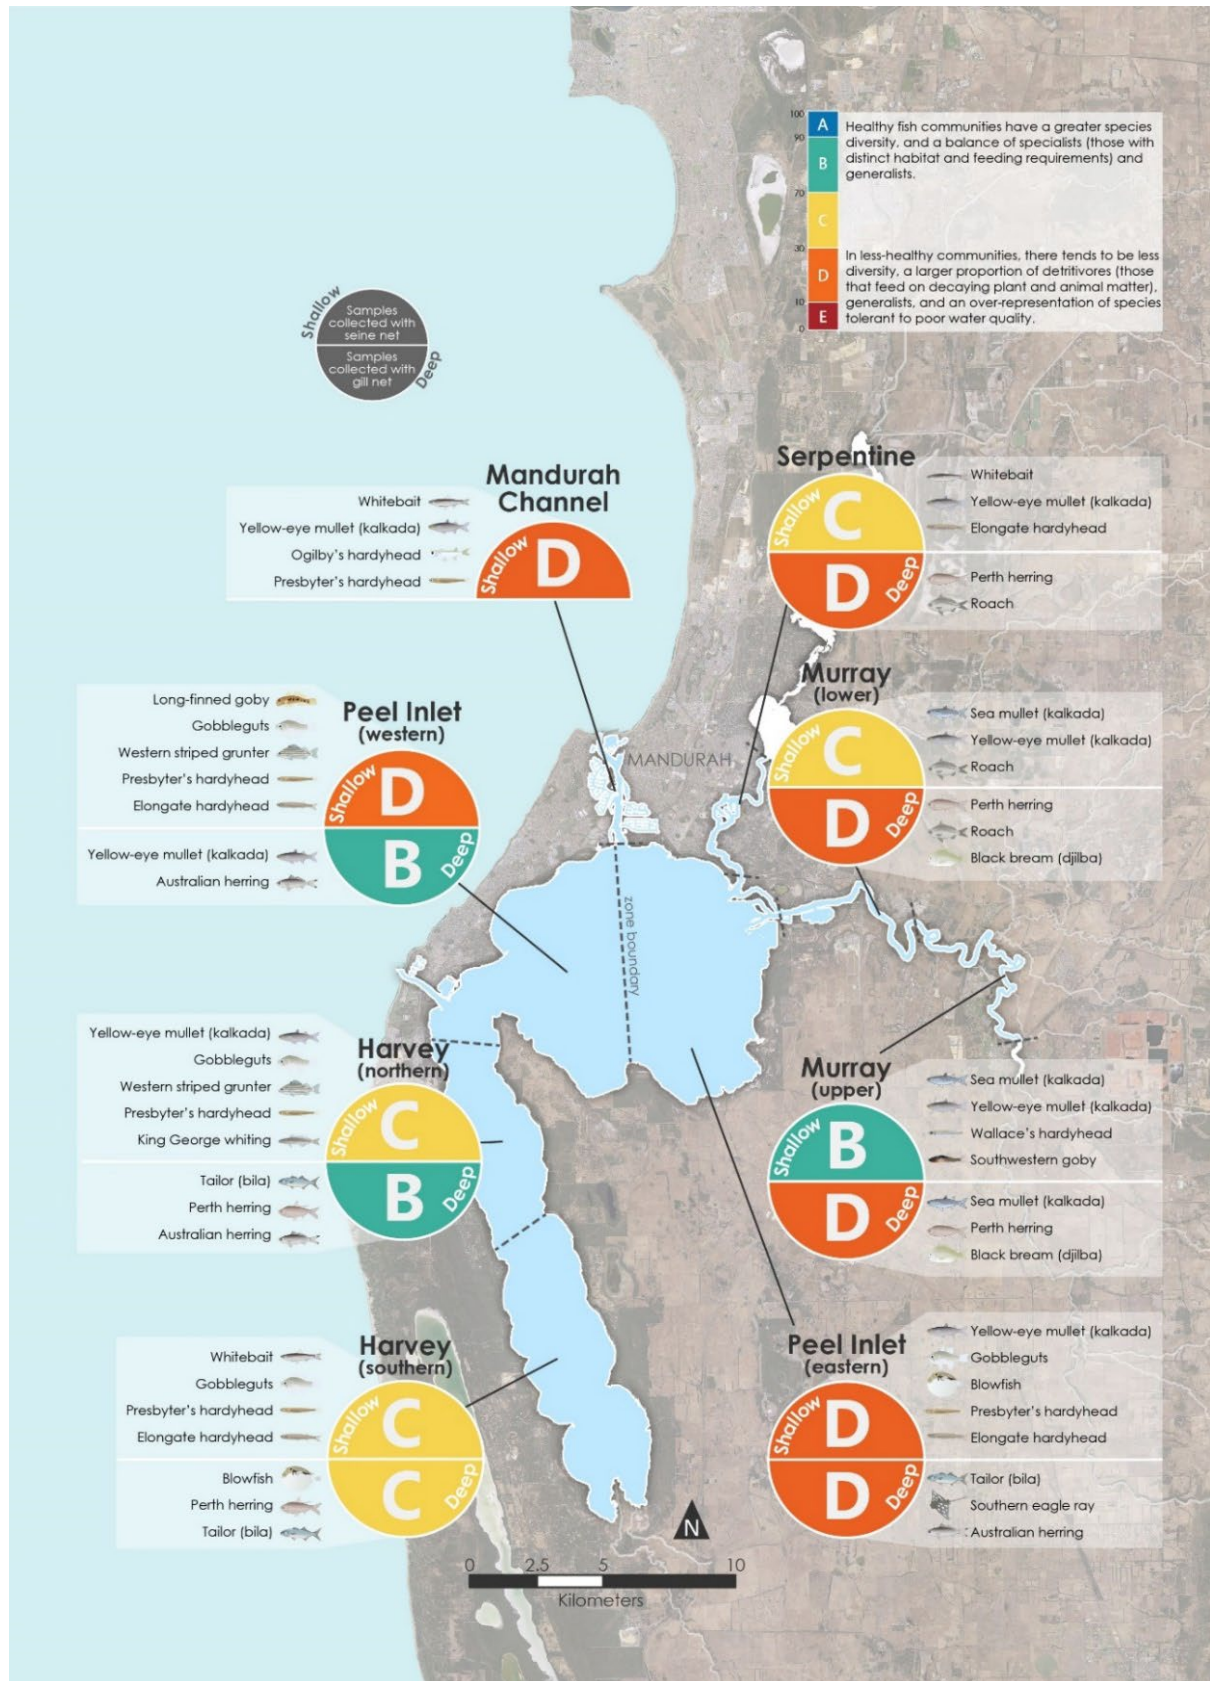 100
A
90
B
70
C
30
D
10
E
0
Healthy fish communities have a greater species
diversity, and a balance of specialists (those with
distinct habitat and feeding requirements) and
generalists.
In less-healthy communities, there tends to be less
diversity, a larger proportion of detritivores (those
that feed on decaying plant and animal matter),
generalists, and an over-representation of species
tolerant to poor water quality.
Shallow
Samples
collected with
seine net
Samples
collected with
gill net
Deep
Mandurah
Channel
Shallow
D
Whitebait
Yellow-eye mullet (kalkada)
Ogilby's hardyhead
Presbyter's hardyhead
Serpentine
Shallow
C
D
Deep
Whitebait
Yellow-eye mullet (kalkada)
Elongate hardyhead
Perth herring
Roach
Peel Inlet
(western)
Shallow
D
B
Deep
Long-finned goby
Gobbleguts
Western striped grunter
Presbyter's hardyhead
Elongate hardyhead
Yellow-eye mullet (kalkada)
Australian herring
MANDURAH
zone boundary
Murray
(lower)
Shallow
C
D
Deep
Sea mullet (kalkada)
Yellow-eye mullet (kalkada)
Roach
Perth herring
Roach
Black bream (djilba)
Harvey
(northern)
Shallow
C
B
Deep
Yellow-eye mullet (kalkada)
Gobbleguts
Western striped grunter
Presbyter's hardyhead
King George whiting
Tailor (bila)
Perth herring
Australian herring
Murray
(upper)
Shallow
B
D
Deep
Sea mullet (kalkada)
Yellow-eye mullet (kalkada)
Wallace's hardyhead
Southwestern goby
Sea mullet (kalkada)
Perth herring
Black bream (djilba)
Harvey
(southern)
Shallow
C
C
Deep
Whitebait
Gobbleguts
Presbyter's hardyhead
Elongate hardyhead
Blowfish
Perth herring
Tailor (bila)
Peel Inlet
(eastern)
Shallow
D
D
Deep
Yellow-eye mullet (kalkada)
Gobbleguts
Blowfish
Presbyter's hardyhead
Elongate hardyhead
Tailor (bila)
Southern eagle ray
Australian herring
N
0 2.5 5 10
Kilometers